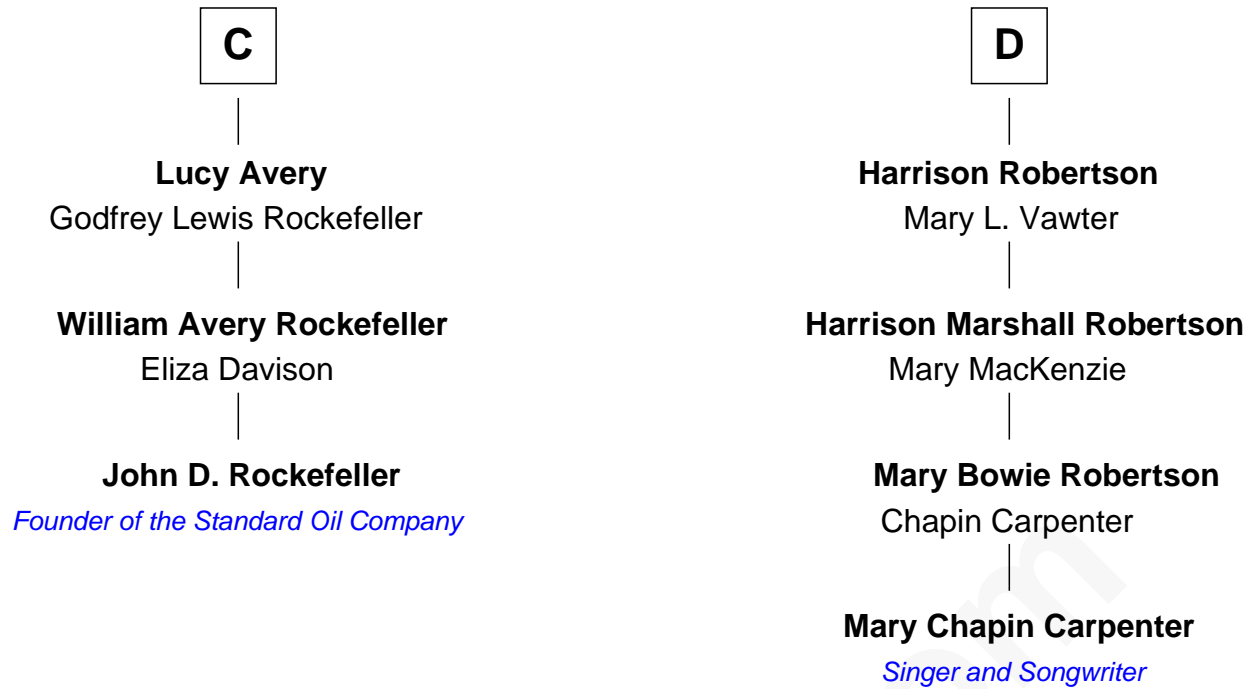 C
Lucy Avery
Godfrey Lewis Rockefeller
William Avery Rockefeller
Eliza Davison
John D. Rockefeller
Founder of the Standard Oil Company
D
Harrison Robertson
Mary L. Vawter
Harrison Marshall Robertson
Mary MacKenzie
Mary Bowie Robertson
Chapin Carpenter
Mary Chapin Carpenter
Singer and Songwriter